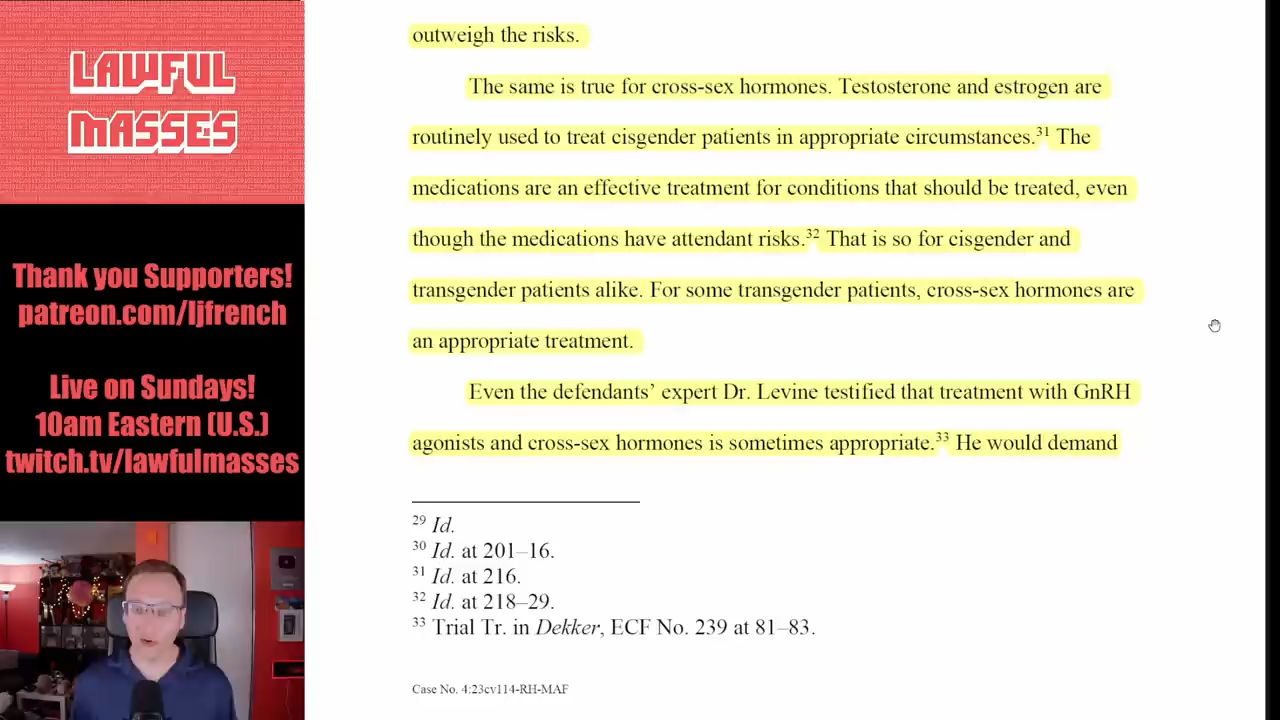 LAWFUL
MASSES
Thank you Supporters!
patreon.com/ljfrench
Live on Sundays!
10am Eastern (U.S.)
twitch.tv/lawfulmasses
outweigh the risks.
The same is true for cross-sex hormones. Testosterone and estrogen are
routinely used to treat cisgender patients in appropriate circumstances.31 The
medications are an effective treatment for conditions that should be treated, even
though the medications have attendant risks.32 That is so for cisgender and
transgender patients alike. For some transgender patients, cross-sex hormones are
an appropriate treatment.
Even the defendants’ expert Dr. Levine testified that treatment with GnRH
agonists and cross-sex hormones is sometimes appropriate.33 He would demand
29 Id.
30 Id. at 201–16.
31 Id. at 216.
32 Id. at 218–29.
33 Trial Tr. in Dekker, ECF No. 239 at 81–83.
Case No. 4:23cv114-RH-MAF